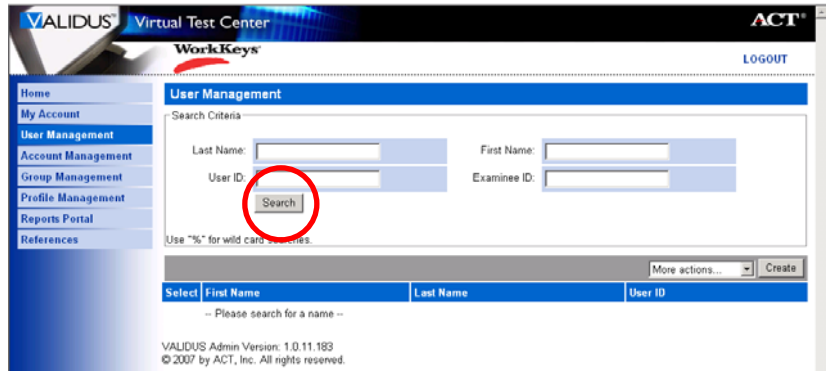 VALIDUS™ Virtual Test Center ACT®
WorkKeys
LOGOUT
Home
My Account
User Management
Account Management
Group Management
Profile Management
Reports Portal
References
User Management
Search Criteria
Last Name: First Name:
User ID: Examinee ID:
Search
Use "%" for wild card searches.
More actions... Create
Select First Name Last Name User ID
-- Please search for a name --
VALIDUS Admin Version: 1.0.11.183
© 2007 by ACT, Inc. All rights reserved.